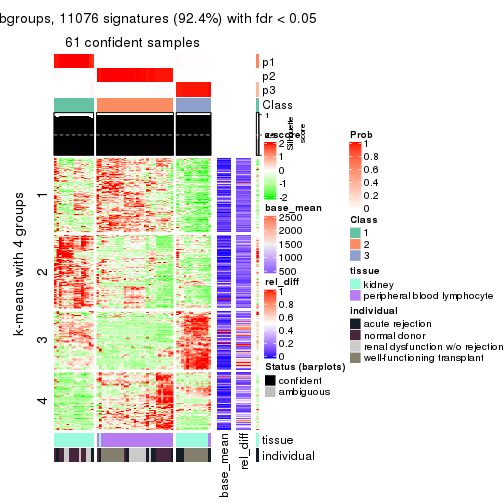 bgroups, 11076 signatures (92.4%) with fdr < 0.05
61 confident samples
p1
p2
p3
Class
1
Silhouette
score
z-score
2
1
0
-1
-2
base_mean
2500
2000
1500
1000
500
rel_diff
1
0.8
0.6
0.4
0.2
0
Status (barplots)
confident
ambiguous
Prob
1
0.8
0.6
0.4
0.2
0
Class
1
2
3
tissue
kidney
peripheral blood lymphocyte
individual
acute rejection
normal donor
renal dysfunction w/o rejection
well-functioning transplant
k-means with 4 groups
1
2
3
4
tissue
individual
base_mean
rel_diff